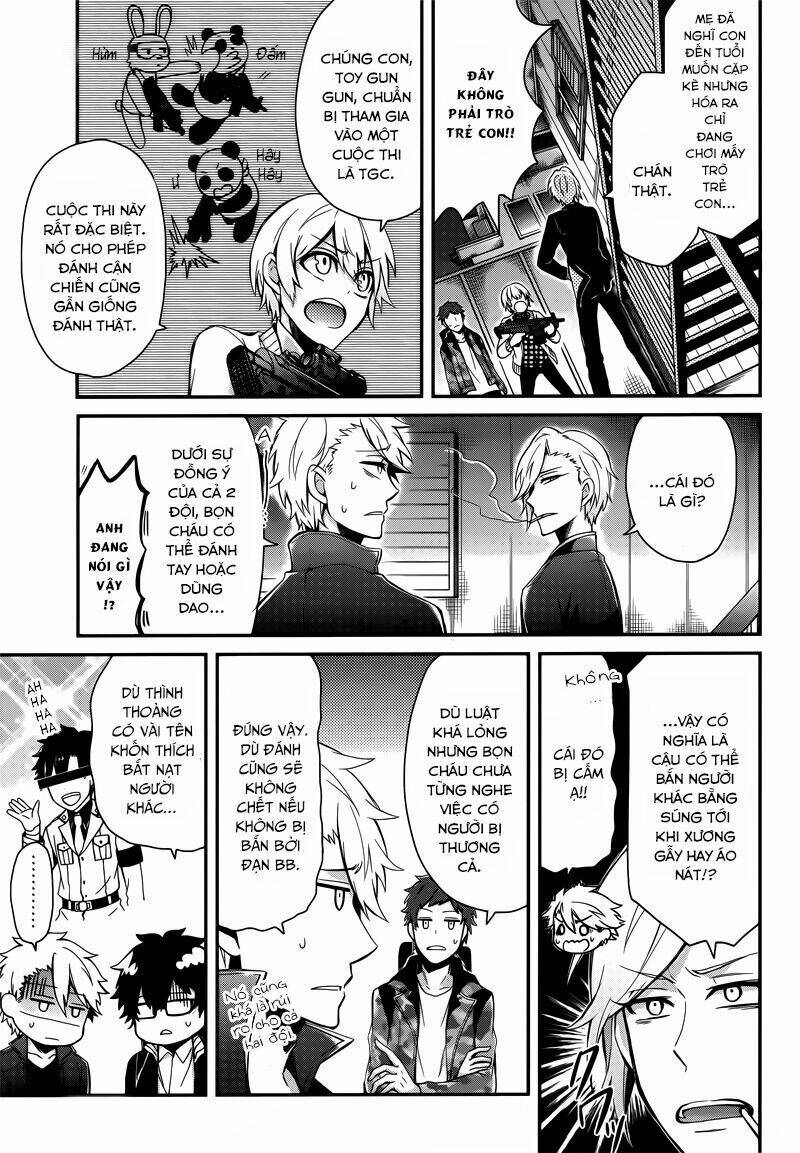 MẸ ĐÃ
NGHĨ CON
ĐẾN TUỔI
MUỐN CẶP
KÈ NHƯNG
HÓA RA
CHỈ
ĐANG
CHƠI MẤY
TRÓ
TRẺ
CON...
CHÁN
THẬT.
ĐÂY
KHÔNG
PHẢI TRÒ
TRẺ CON!!
CHÚNG CON,
TOY GUN
GUN, CHUẨN
BỊ THAM GIA
VÀO MỘT
CUỘC THI
LÀ TGC.
Hừm
Đấm
Hây
Hây
Ư
CUỘC THI NÀY
RẤT ĐẶC BIỆT.
NÓ CHO PHÉP
ĐÁNH CẬN
CHIẾN CŨNG
GẦN GIỐNG
ĐÁNH THẬT.
...CÁI ĐÓ
LÀ GÌ?
DƯỚI SỰ
ĐỒNG Ý
CỦA CẢ 2
ĐỘI, BỌN
CHÁU CÓ
THỂ ĐÁNH
TAY HOẶC
DÙNG
DAO...
ANH
ĐANG
NÓI GÌ
VẬY
!?
...VẬY CÓ
NGHĨA LÀ
CẬU CÓ THỂ
BẮN NGƯỜI
KHÁC BẰNG
SÚNG TỚI
KHI XƯƠNG
GẪY HAY ÁO
NÁT!?
Không
...
CÁI ĐÓ
BỊ CẤM
Ạ!!
DÙ LUẬT
KHÁ LỎNG
NHƯNG BỌN
CHÁU CHƯA
TỪNG NGHE
VIỆC CÓ
NGƯỜI BỊ
THƯƠNG
CẢ.
ĐÚNG VẬY.
DÙ ĐÁNH
CŨNG SẼ
KHÔNG
CHẾT NẾU
KHÔNG BỊ
BẮN BỞI
ĐẠN BB.
Nó cũng
khá là rủi
ro cho cả
hai đội.
DÙ THỈNH
THOẢNG
CÓ VÀI TÊN
KHỐN THÍCH
BẮT NẠT
NGƯỜI
KHÁC...
AH
HA
HA
HA
........